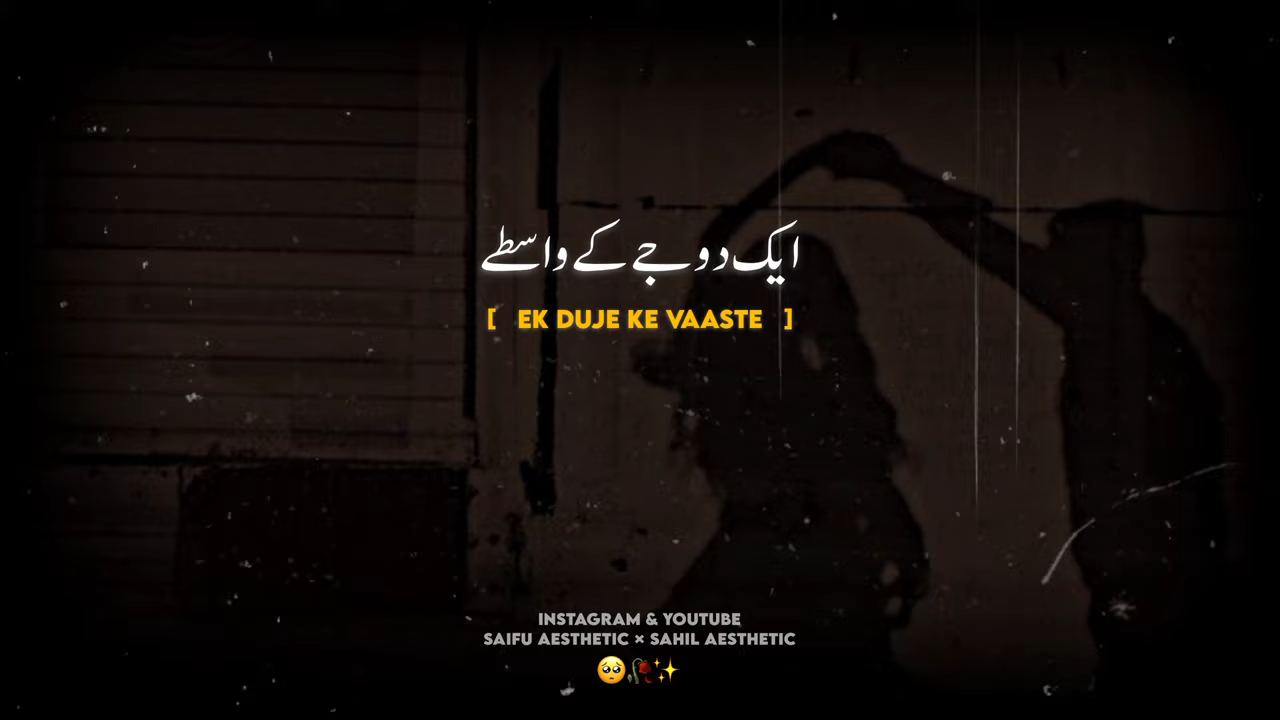 ایک دوجے کے واسطے
[ EK DUJE KE VAASTE ]
INSTAGRAM & YOUTUBE
SAIFU AESTHETIC × SAHIL AESTHETIC
🥺🥀✨